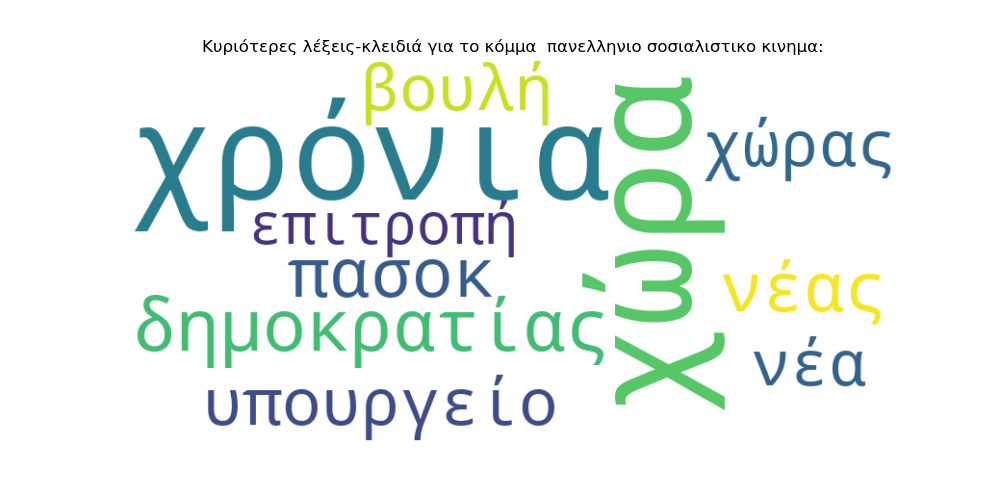 Κυριότερες λέξεις-κλειδιά για το κόμμα  πανελληνιο σοσιαλιστικο κινημα:
βουλή
χρόνια
χώρα
χώρας
επιτροπή
πασοκ
νέας
δημοκρατίας
νέα
υπουργείο